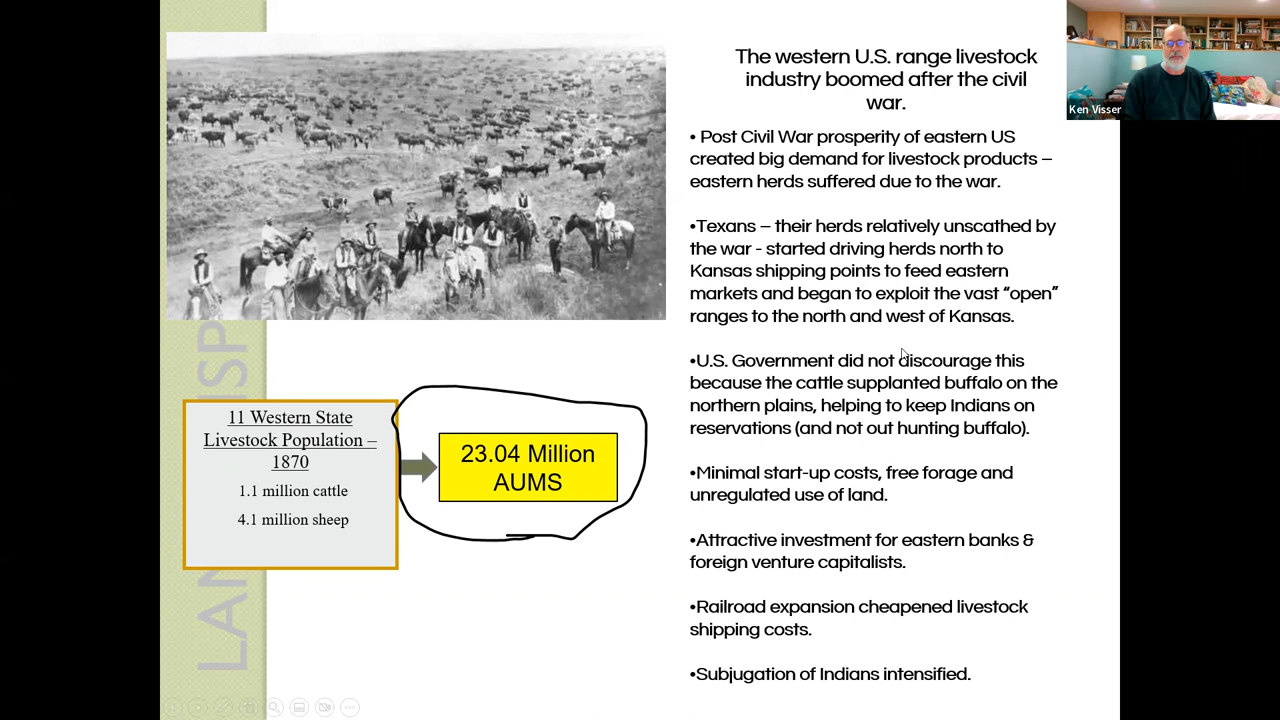 The western U.S. range livestock
industry boomed after the civil
war.
• Post Civil War prosperity of eastern US
created big demand for livestock products –
eastern herds suffered due to the war.
•Texans – their herds relatively unscathed by
the war - started driving herds north to
Kansas shipping points to feed eastern
markets and began to exploit the vast “open”
ranges to the north and west of Kansas.
•U.S. Government did not discourage this
because the cattle supplanted buffalo on the
northern plains, helping to keep Indians on
reservations (and not out hunting buffalo).
•Minimal start-up costs, free forage and
unregulated use of land.
•Attractive investment for eastern banks &
foreign venture capitalists.
•Railroad expansion cheapened livestock
shipping costs.
•Subjugation of Indians intensified.
11 Western State
Livestock Population –
1870
1.1 million cattle
4.1 million sheep
23.04 Million
AUMS
Ken Visser